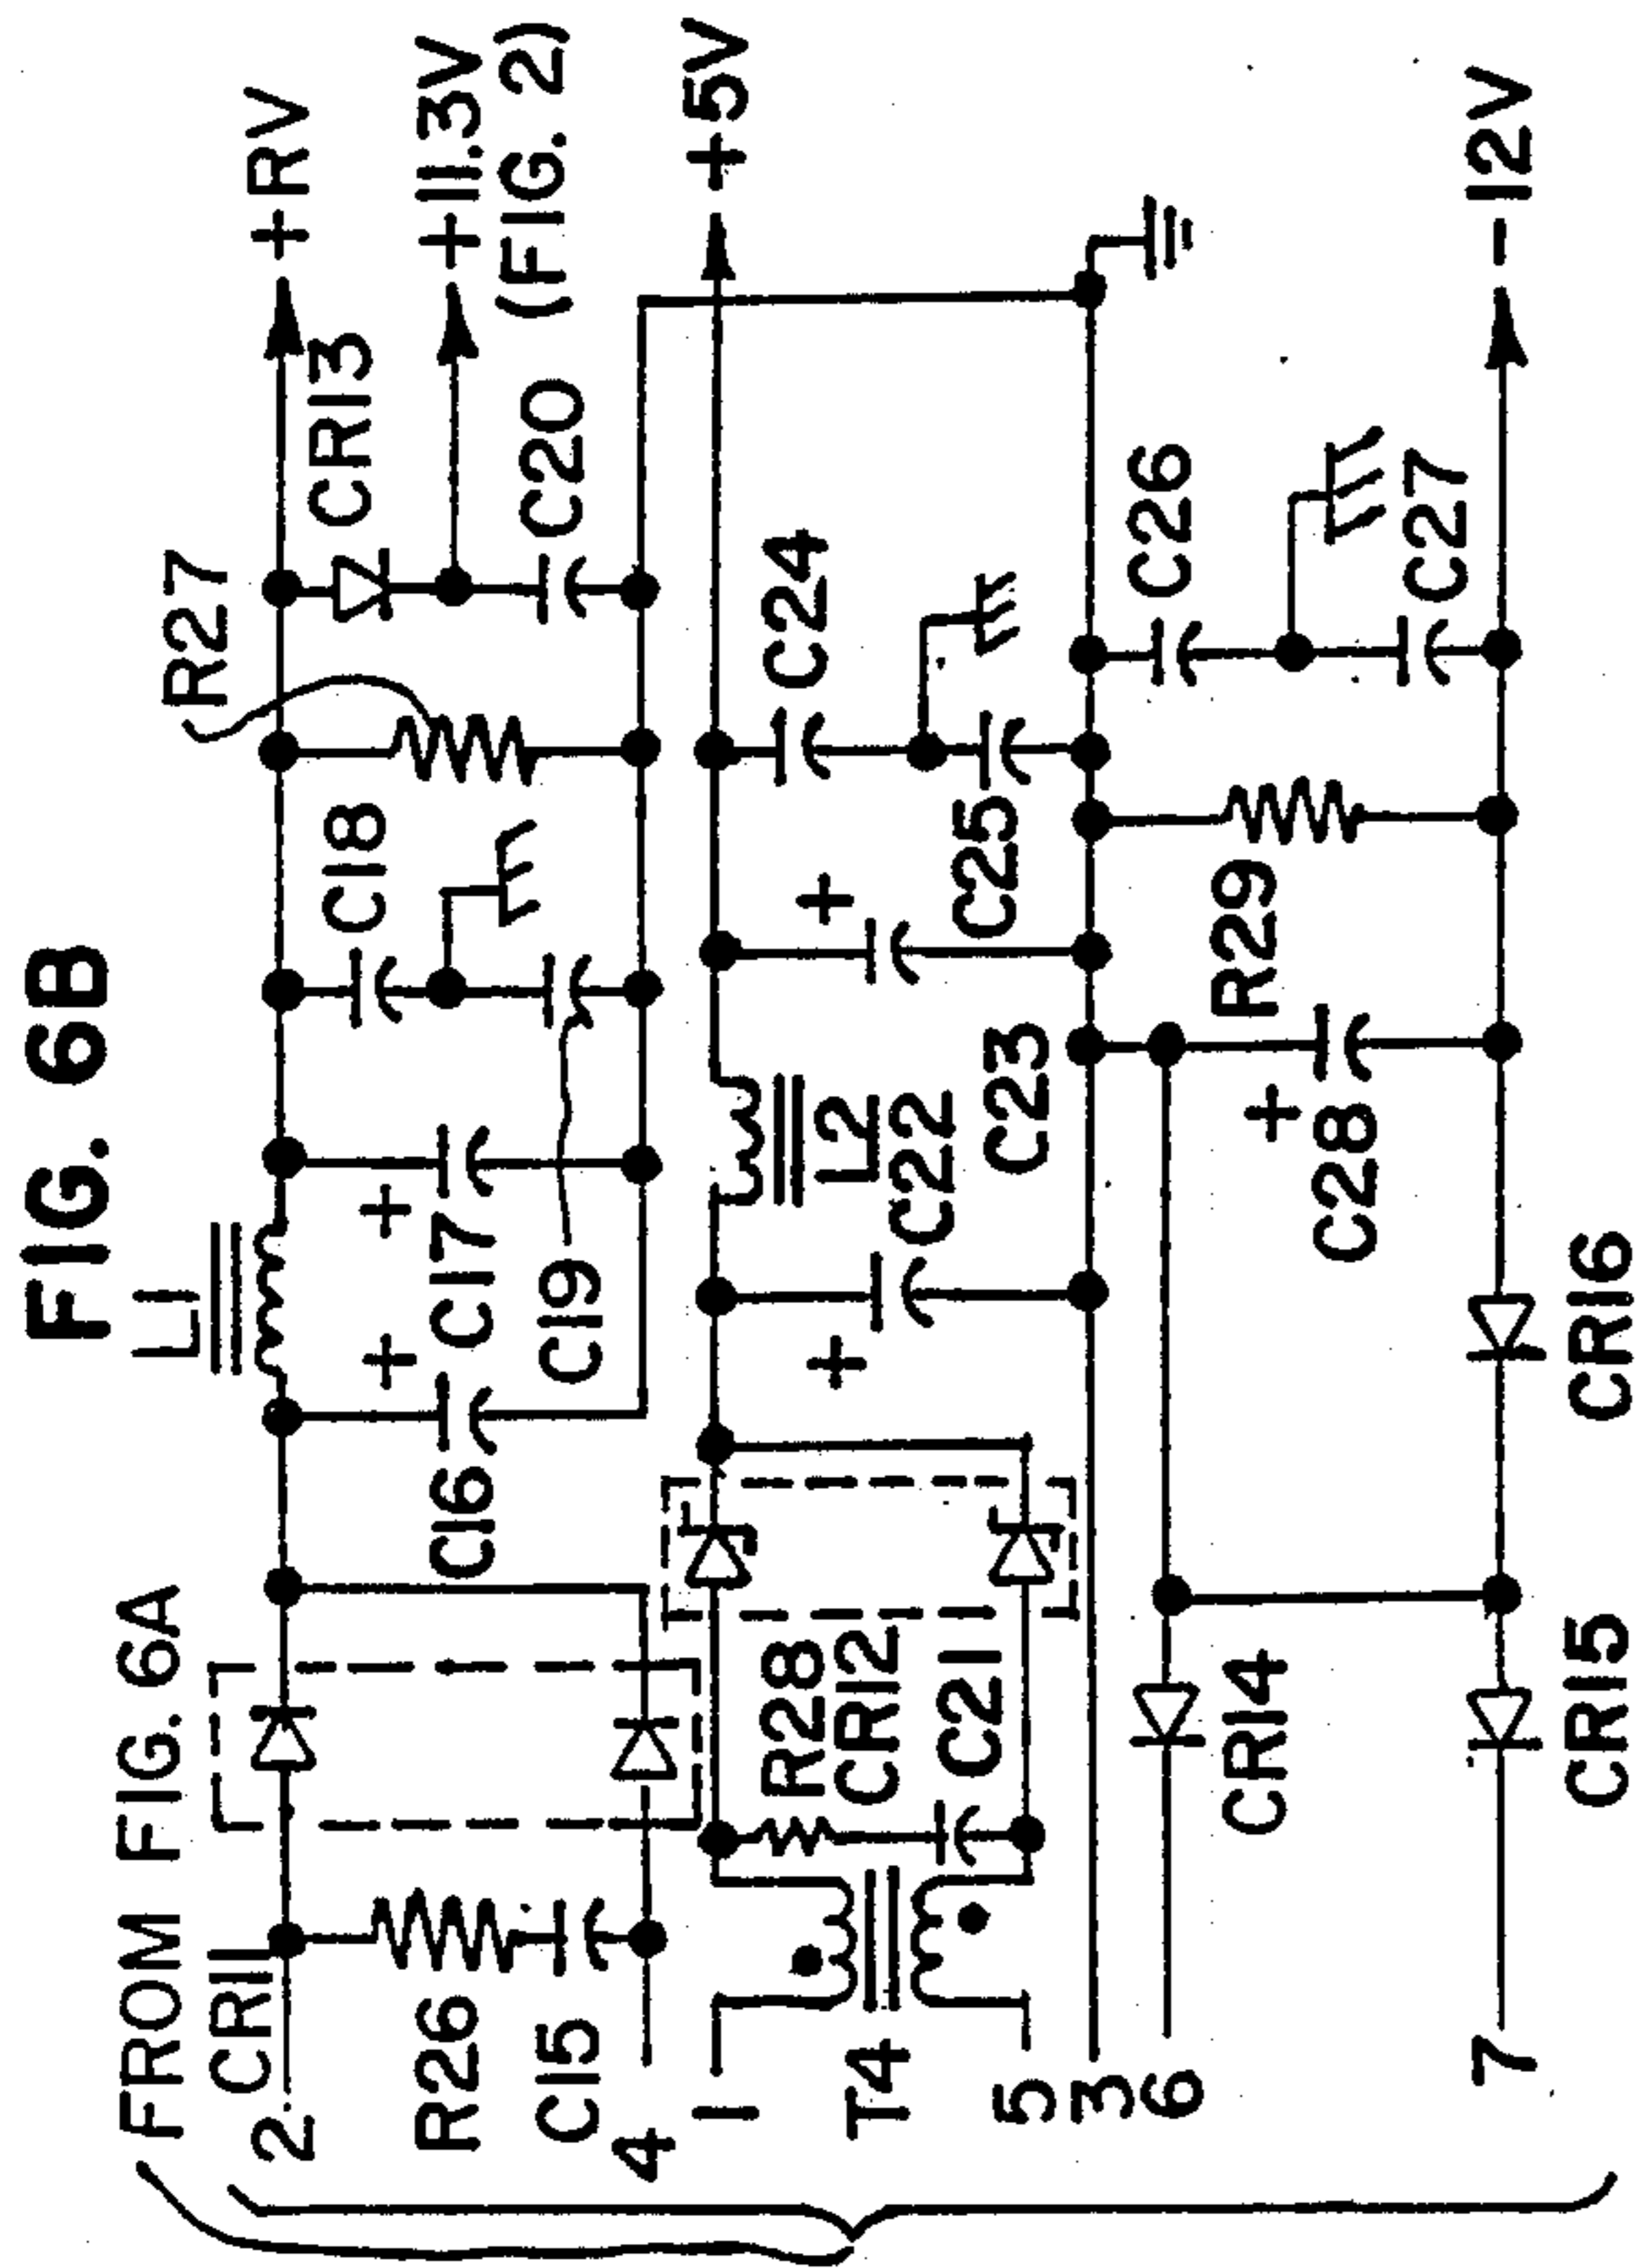 FIG. 6B
FROM FIG. 6A
L1
R27
+RV
CR11
2
CR13
+11.3V
(FIG. 2)
C18
C16
+
C17
+
C19
C20
R26
C15
4
1
+5V
T4
R28
CR12
C21
L2
C22
+
C23
+
C24
C25
5
3
6
CR14
C28
+
R29
C26
C27
7
CR15
CR16
-12V